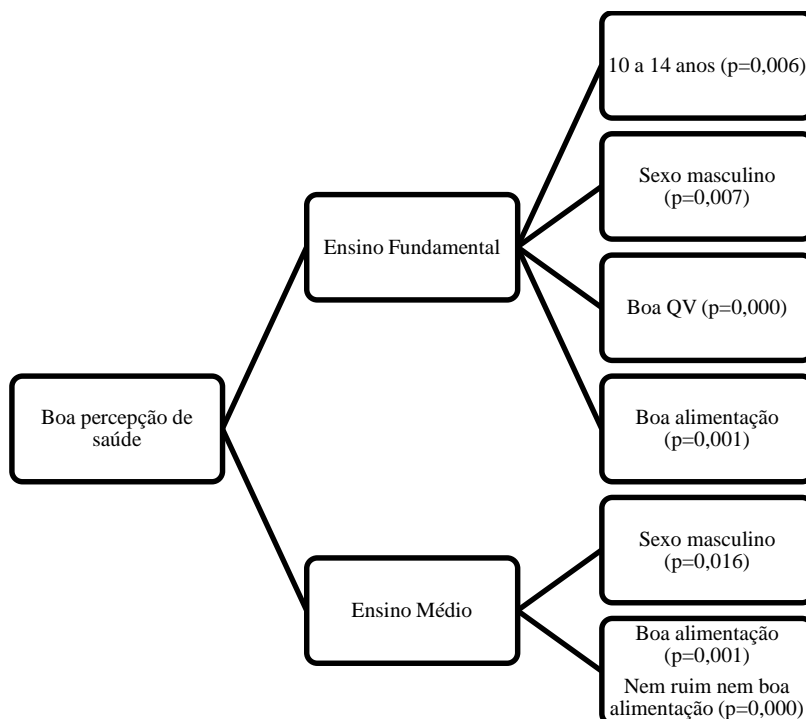 10 a 14 anos (p=0,006)
Sexo masculino
(p=0,007)
Ensino Fundamental
Boa QV (p=0,000)
Boa percepção de
saúde
Boa alimentação
(p=0,001)
Sexo masculino
(p=0,016)
Ensino Médio
Boa alimentação
(p=0,001)
Nem ruim nem boa
alimentação (p=0,000)